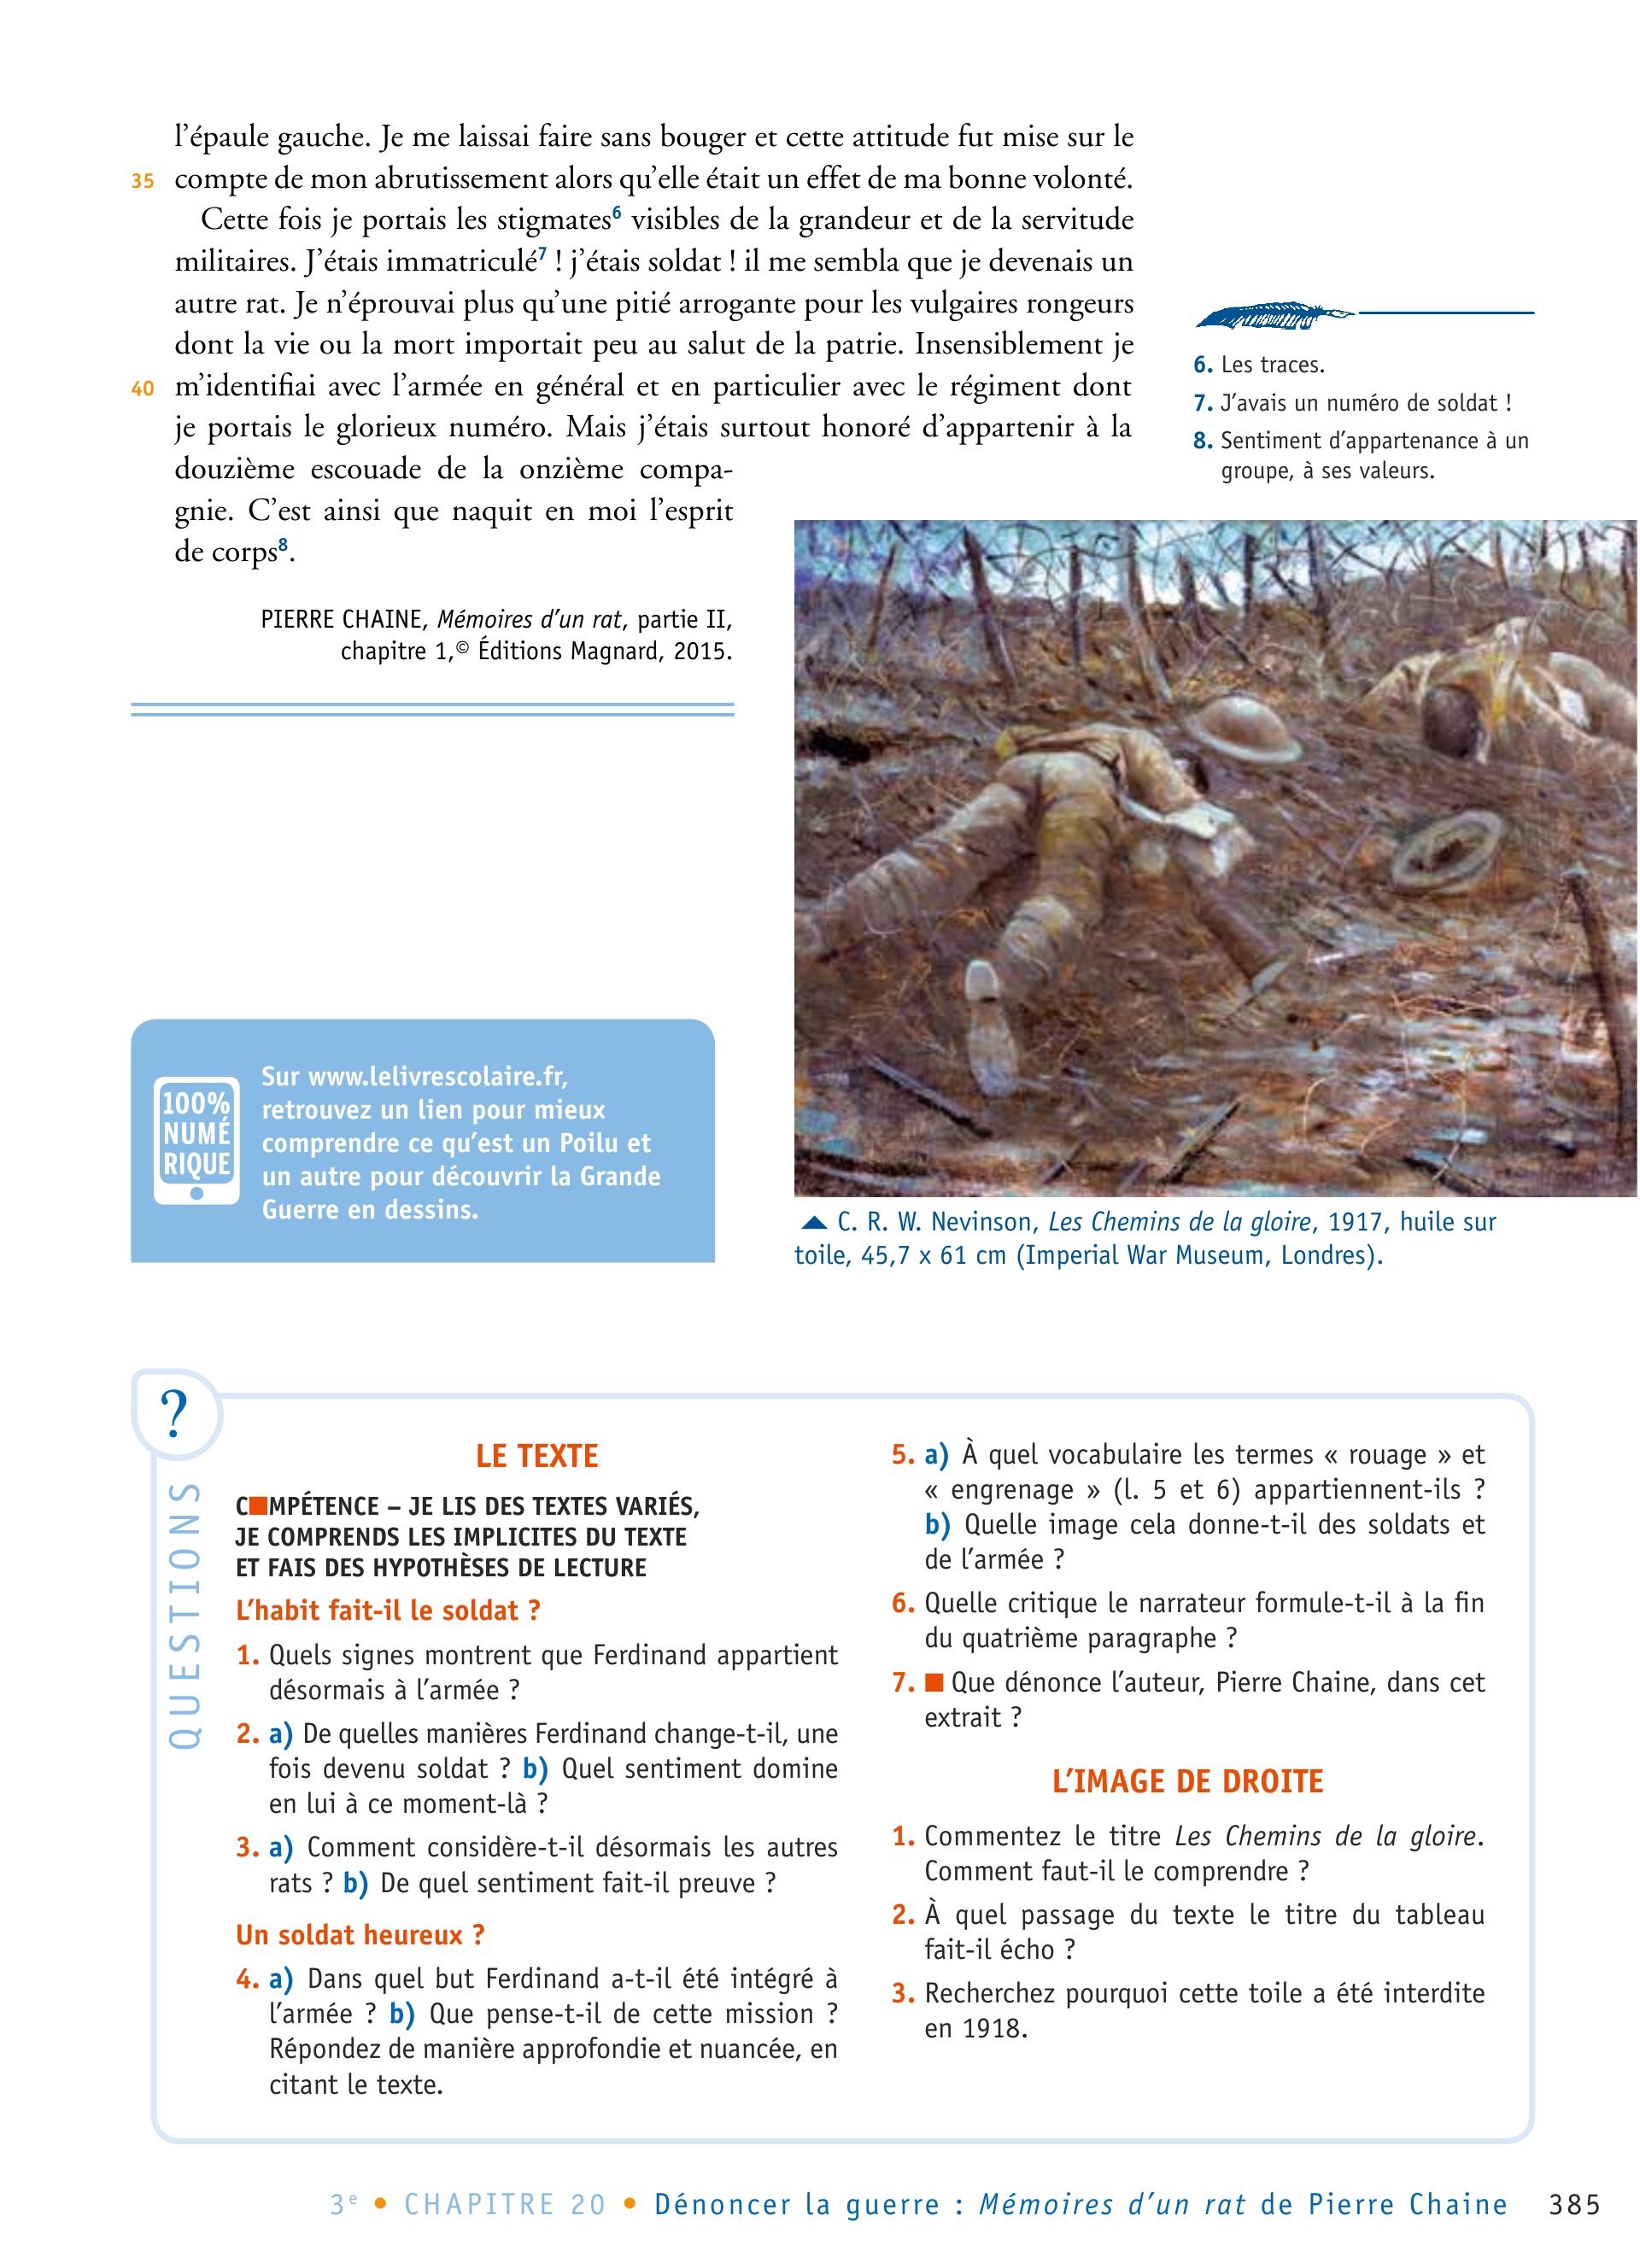 l’épaule gauche. Je me laissai faire sans bouger et cette attitude fut mise sur le
35 compte de mon abrutissement alors qu’elle était un effet de ma bonne volonté.
Cette fois je portais les stigmates6 visibles de la grandeur et de la servitude
militaires. J’étais immatriculé7 ! j’étais soldat ! il me sembla que je devenais un
autre rat. Je n’éprouvai plus qu’une pitié arrogante pour les vulgaires rongeurs
dont la vie ou la mort importait peu au salut de la patrie. Insensiblement je
40 m’identifiai avec l’armée en général et en particulier avec le régiment dont
je portais le glorieux numéro. Mais j’étais surtout honoré d’appartenir à la
douzième escouade de la onzième compa-
gnie. C’est ainsi que naquit en moi l’esprit
de corps8.
PIERRE CHAINE, Mémoires d’un rat, partie II,
chapitre 1,© Éditions Magnard, 2015.
6. Les traces.
7. J’avais un numéro de soldat !
8. Sentiment d’appartenance à un
groupe, à ses valeurs.
100%
NUMÉ
RIQUE
Sur www.lelivrescolaire.fr,
retrouvez un lien pour mieux
comprendre ce qu’est un Poilu et
un autre pour découvrir la Grande
Guerre en dessins.
▲ C. R. W. Nevinson, Les Chemins de la gloire, 1917, huile sur
toile, 45,7 x 61 cm (Imperial War Museum, Londres).
?
QUESTIONS
LE TEXTE
C■MPÉTENCE – JE LIS DES TEXTES VARIÉS,
JE COMPRENDS LES IMPLICITES DU TEXTE
ET FAIS DES HYPOTHÈSES DE LECTURE
L’habit fait-il le soldat ?
1. Quels signes montrent que Ferdinand appartient
désormais à l’armée ?
2. a) De quelles manières Ferdinand change-t-il, une
fois devenu soldat ? b) Quel sentiment domine
en lui à ce moment-là ?
3. a) Comment considère-t-il désormais les autres
rats ? b) De quel sentiment fait-il preuve ?
Un soldat heureux ?
4. a) Dans quel but Ferdinand a-t-il été intégré à
l’armée ? b) Que pense-t-il de cette mission ?
Répondez de manière approfondie et nuancée, en
citant le texte.
5. a) À quel vocabulaire les termes « rouage » et
« engrenage » (l. 5 et 6) appartiennent-ils ?
b) Quelle image cela donne-t-il des soldats et
de l’armée ?
6. Quelle critique le narrateur formule-t-il à la fin
du quatrième paragraphe ?
7. ■ Que dénonce l’auteur, Pierre Chaine, dans cet
extrait ?
L’IMAGE DE DROITE
1. Commentez le titre Les Chemins de la gloire.
Comment faut-il le comprendre ?
2. À quel passage du texte le titre du tableau
fait-il écho ?
3. Recherchez pourquoi cette toile a été interdite
en 1918.
3e • CHAPITRE 20 • Dénoncer la guerre : Mémoires d’un rat de Pierre Chaine 385